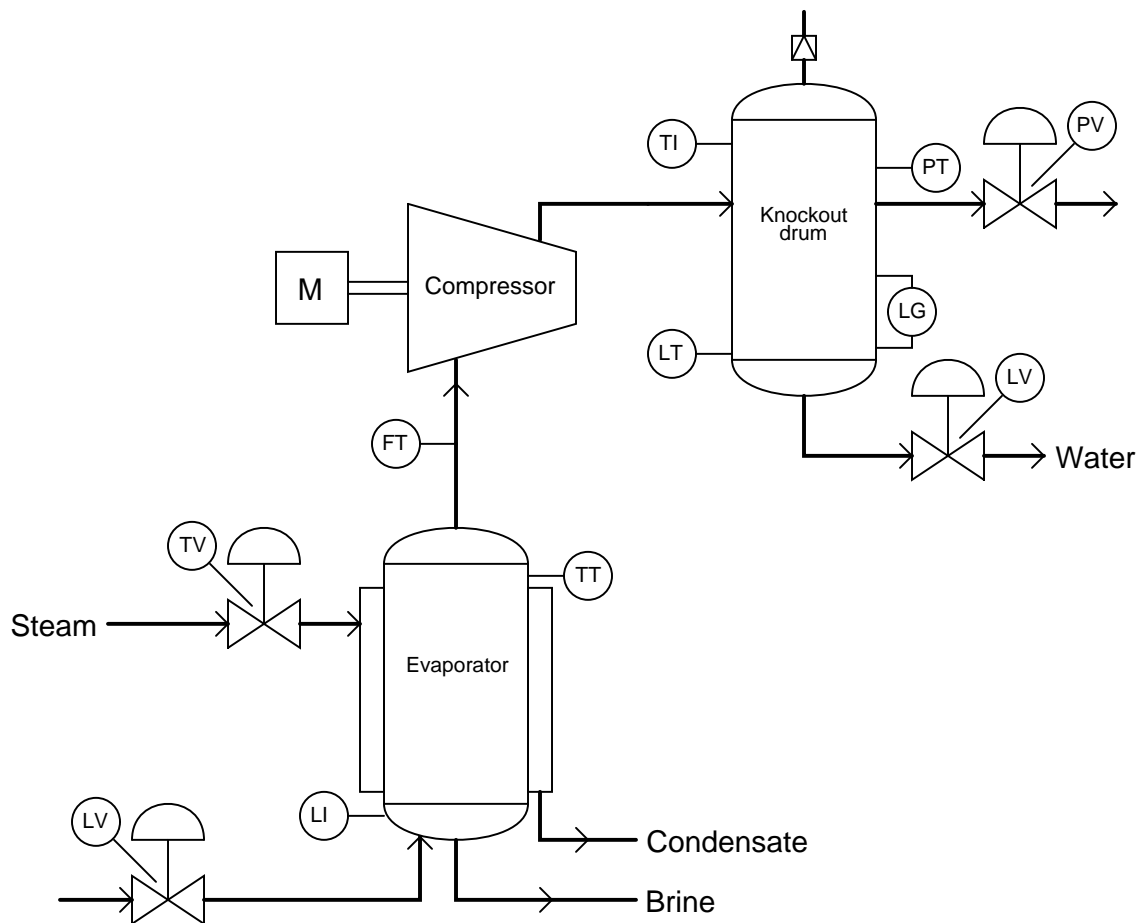 TI
PT
PV
Knockout
drum
M
Compressor
LG
LT
LV
FT
Water
TV
TT
Steam
Evaporator
LI
LV
Condensate
Brine